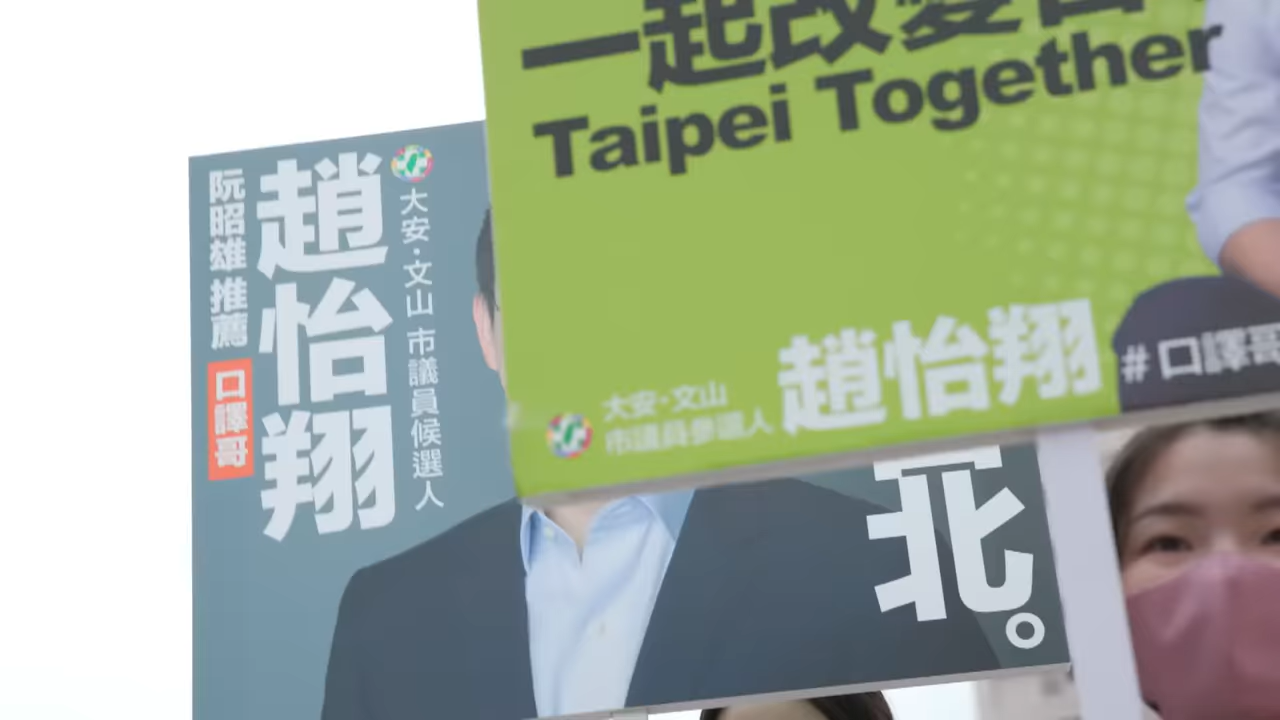 一起改變台
Taipei Together
大安·文山
市議員參選人
趙怡翔
#口譯哥
大安·文山 市議員候選人
趙怡翔
阮昭雄 推薦 口譯哥
北。